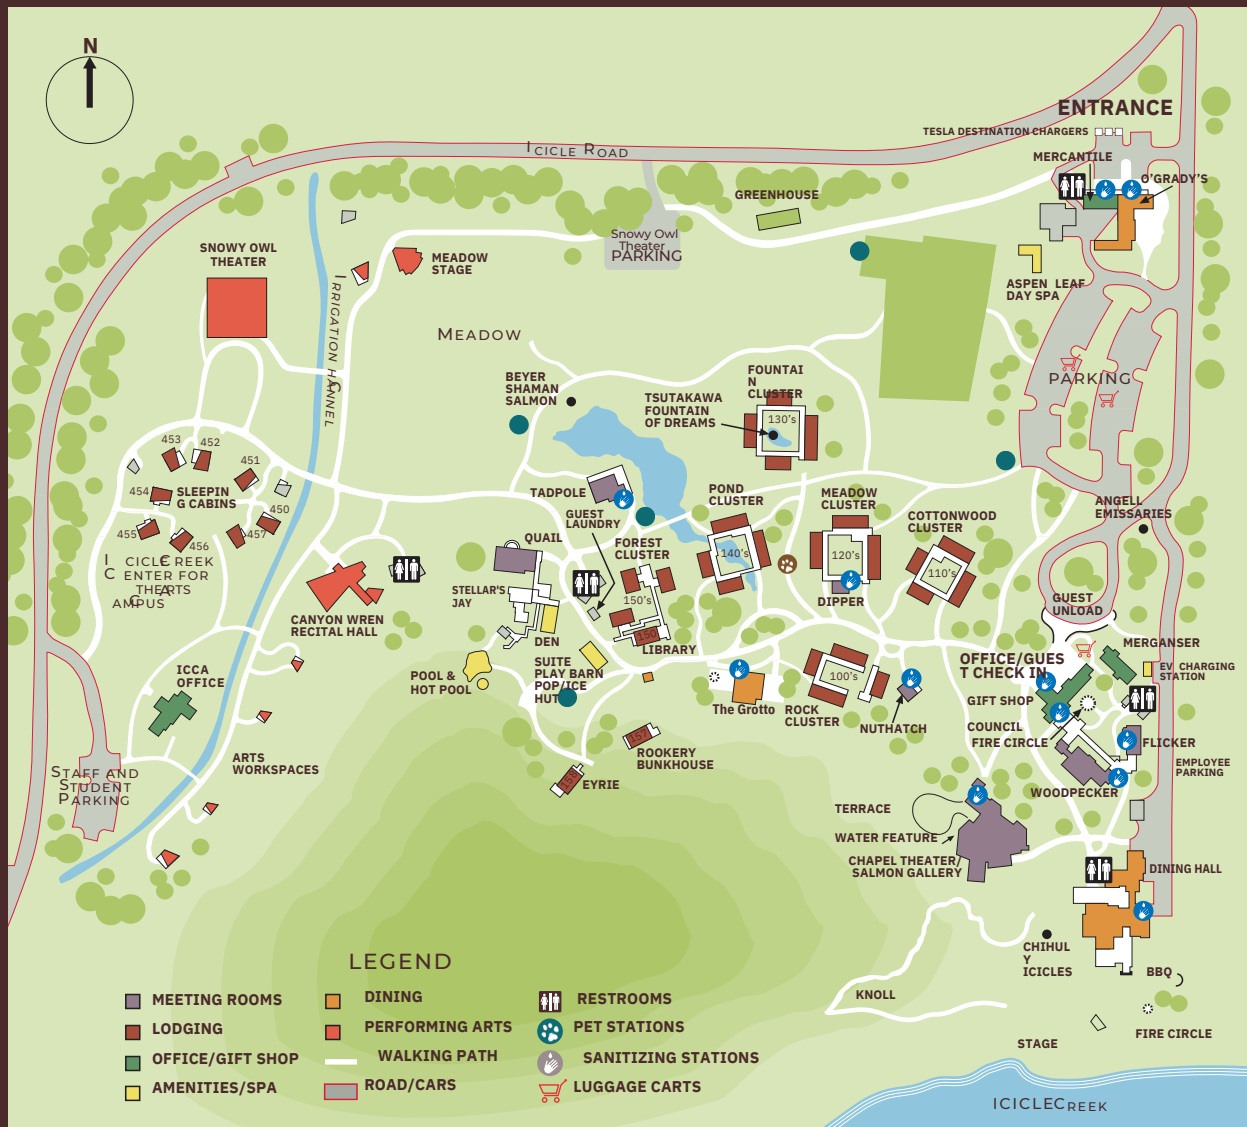 N
ENTRANCE
TESLA DESTINATION CHARGERS
MERCANTILE
O'GRADY'S
ICICLE ROAD
GREENHOUSE
Snowy Owl
Theater
PARKING
SNOWY OWL
THEATER
MEADOW
STAGE
ASPEN LEAF
DAY SPA
IRRIGATION CHANNEL
MEADOW
PARKING
BEYER
SHAMAN
SALMON
FOUNTAI
N
CLUSTER
TSUTAKAWA
FOUNTAIN
OF DREAMS
130's
453
452
451
454
SLEEPIN
G CABINS
450
455
456
457
TADPOLE
GUEST
LAUNDRY
POND
CLUSTER
MEADOW
CLUSTER
COTTONWOOD
CLUSTER
ANGELL
EMISSARIES
QUAIL
FOREST
CLUSTER
140's
120's
110's
ICICLE CREEK
CENTER FOR
THE ARTS
CAMPUS
STELLAR'S
JAY
150's
DIPPER
GUEST
UNLOAD
CANYON WREN
RECITAL HALL
DEN
150
LIBRARY
MERGANSER
OFFICE/GUES
T CHECK IN
EV CHARGING
STATION
ICCA
OFFICE
POOL &
HOT POOL
SUITE
PLAY BARN
POP/ICE
HUT
100's
GIFT SHOP
The Grotto
ROCK
CLUSTER
NUTHATCH
COUNCIL
FIRE CIRCLE
FLICKER
157
ROOKERY
BUNKHOUSE
ARTS
WORKSPACES
STAFF AND
STUDENT
PARKING
EYRIE
EMPLOYEE
PARKING
WOODPECKER
TERRACE
WATER FEATURE
CHAPEL THEATER/
SALMON GALLERY
DINING HALL
CHIHUL
Y
ICICLES
BBQ
KNOLL
FIRE CIRCLE
STAGE
ICICLECREEK
LEGEND
MEETING ROOMS
LODGING
OFFICE/GIFT SHOP
AMENITIES/SPA
DINING
PERFORMING ARTS
WALKING PATH
ROAD/CARS
RESTROOMS
PET STATIONS
SANITIZING STATIONS
LUGGAGE CARTS